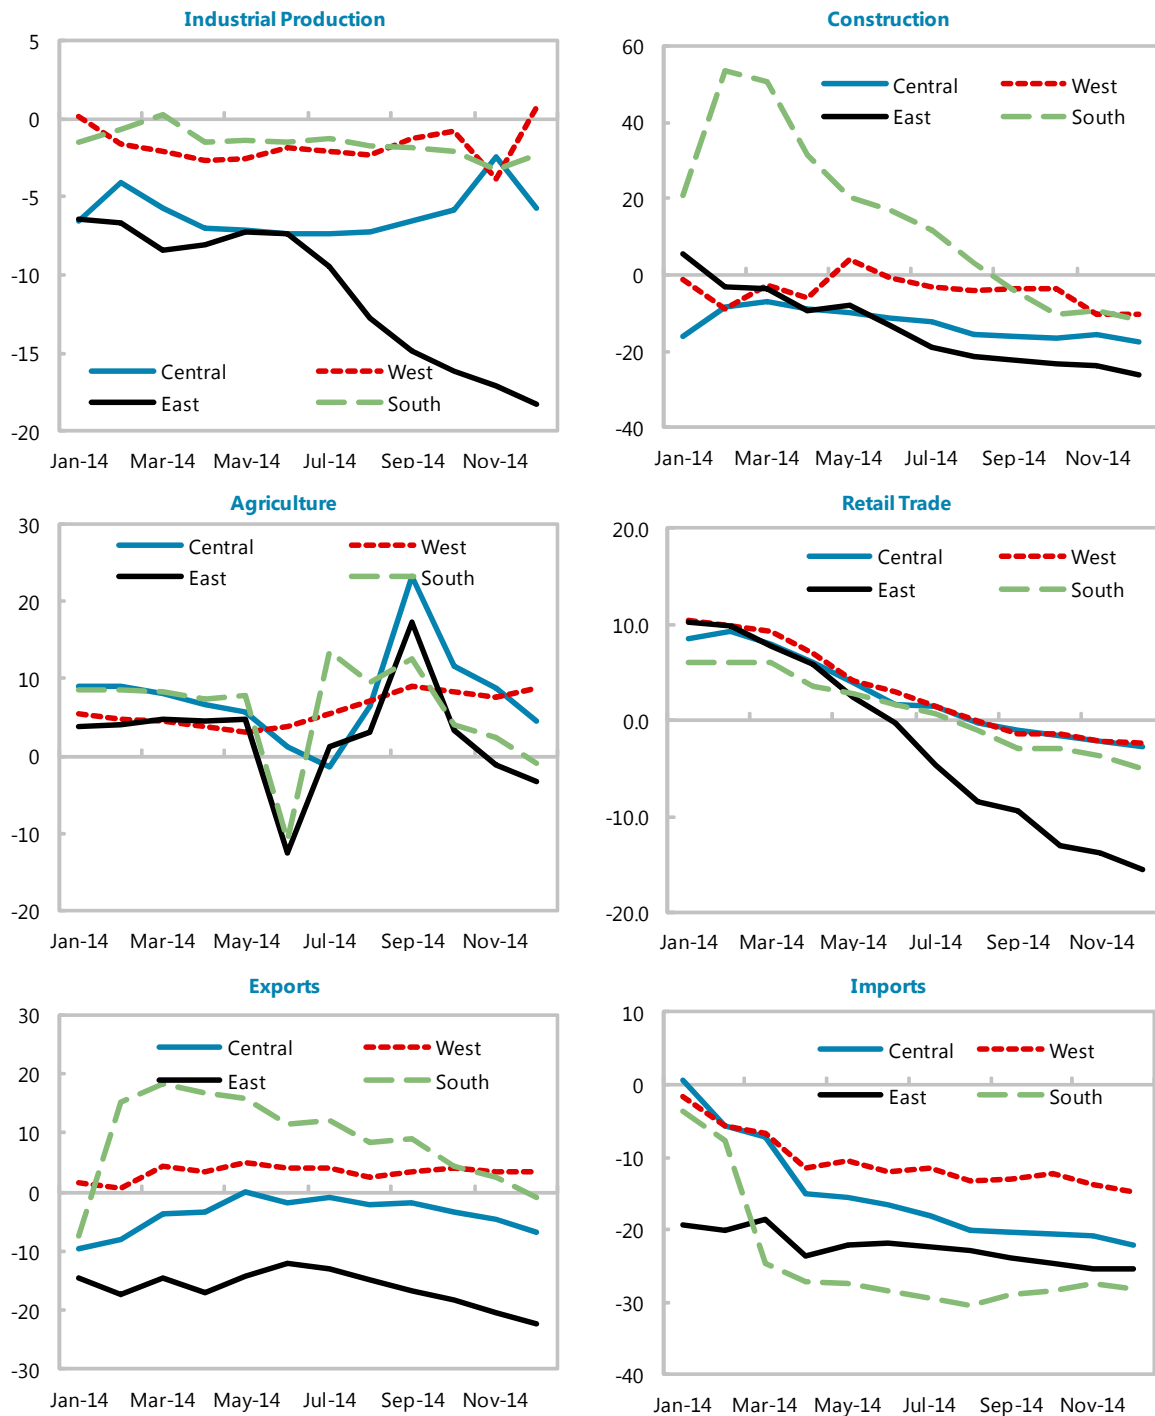 Industrial Production
5
0
-5
-10
-15
-20
Central
West
East
South
Jan-14 Mar-14 May-14 Jul-14 Sep-14 Nov-14
Construction
60
40
20
0
-20
-40
Central
West
East
South
Jan-14 Mar-14 May-14 Jul-14 Sep-14 Nov-14
Agriculture
30
20
10
0
-10
-20
Central
West
East
South
Jan-14 Mar-14 May-14 Jul-14 Sep-14 Nov-14
Retail Trade
20.0
10.0
0.0
-10.0
-20.0
Central
West
East
South
Jan-14 Mar-14 May-14 Jul-14 Sep-14 Nov-14
Exports
30
20
10
0
-10
-20
-30
Central
West
East
South
Jan-14 Mar-14 May-14 Jul-14 Sep-14 Nov-14
Imports
10
0
-10
-20
-30
-40
Central
West
East
South
Jan-14 Mar-14 May-14 Jul-14 Sep-14 Nov-14